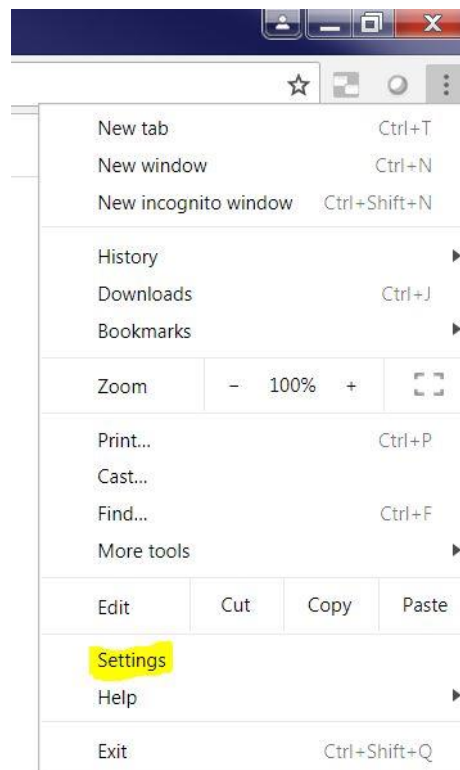 New tab Ctrl+T
New window Ctrl+N
New incognito window Ctrl+Shift+N
History
Downloads Ctrl+J
Bookmarks
Zoom - 100% +
Print... Ctrl+P
Cast...
Find... Ctrl+F
More tools
Edit Cut Copy Paste
Settings
Help
Exit Ctrl+Shift+Q